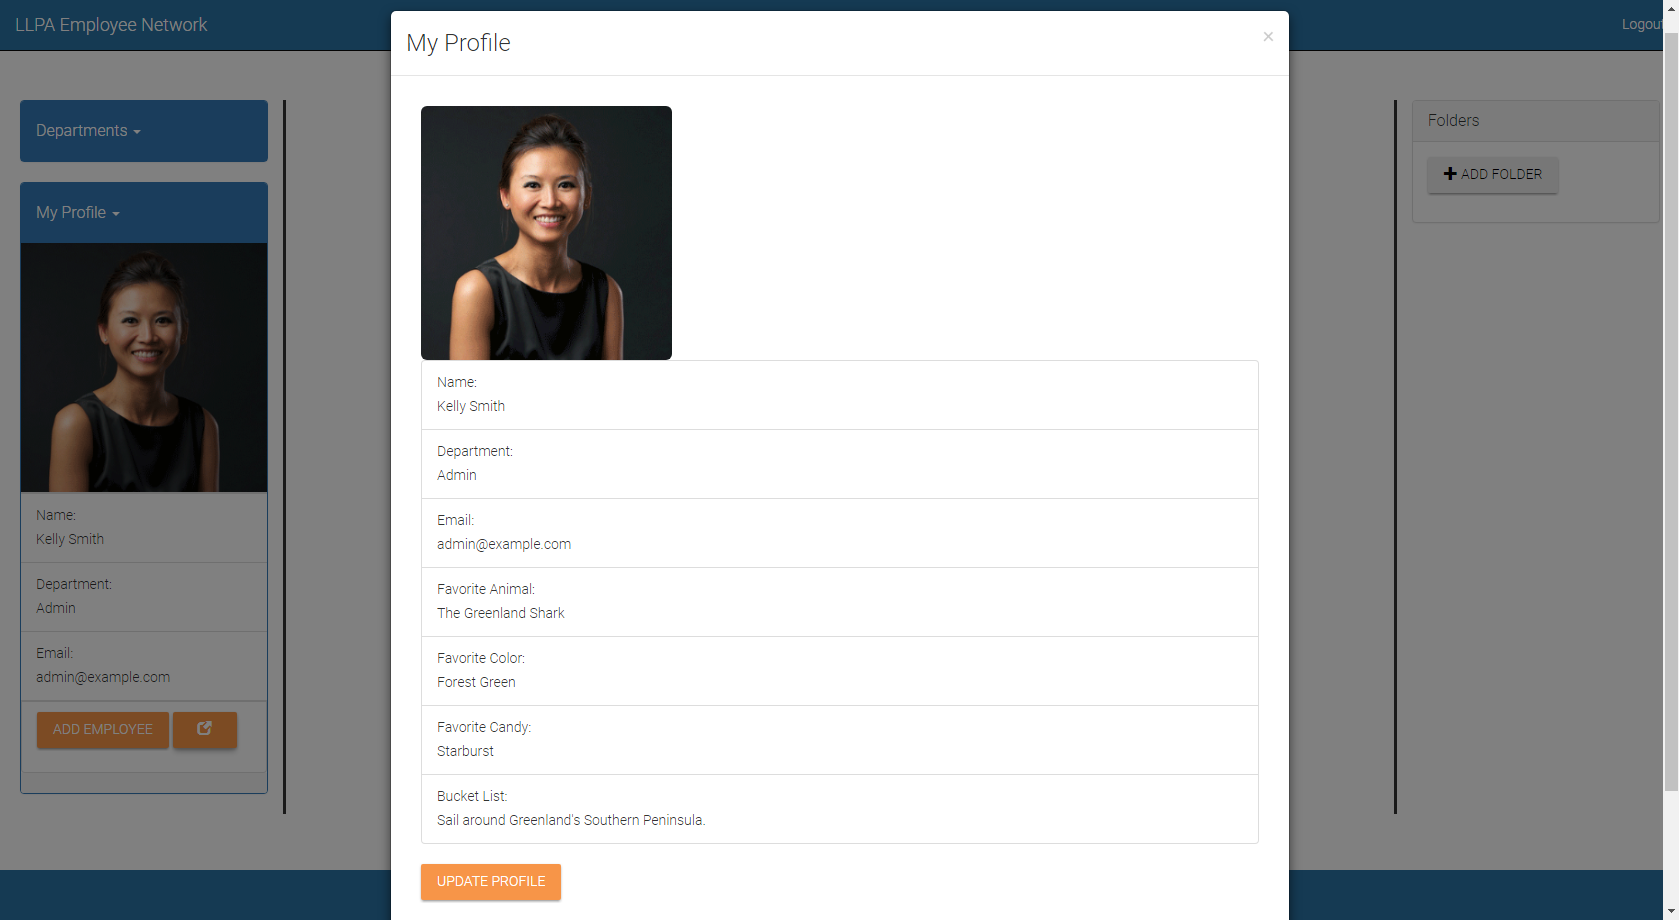 LLPA Employee Network
Logout
Departments
My Profile
Name:
Kelly Smith
Department:
Admin
Email:
admin@example.com
ADD EMPLOYEE
My Profile
×
Name:
Kelly Smith
Department:
Admin
Email:
admin@example.com
Favorite Animal:
The Greenland Shark
Favorite Color:
Forest Green
Favorite Candy:
Starburst
Bucket List:
Sail around Greenland's Southern Peninsula.
UPDATE PROFILE
Folders
ADD FOLDER